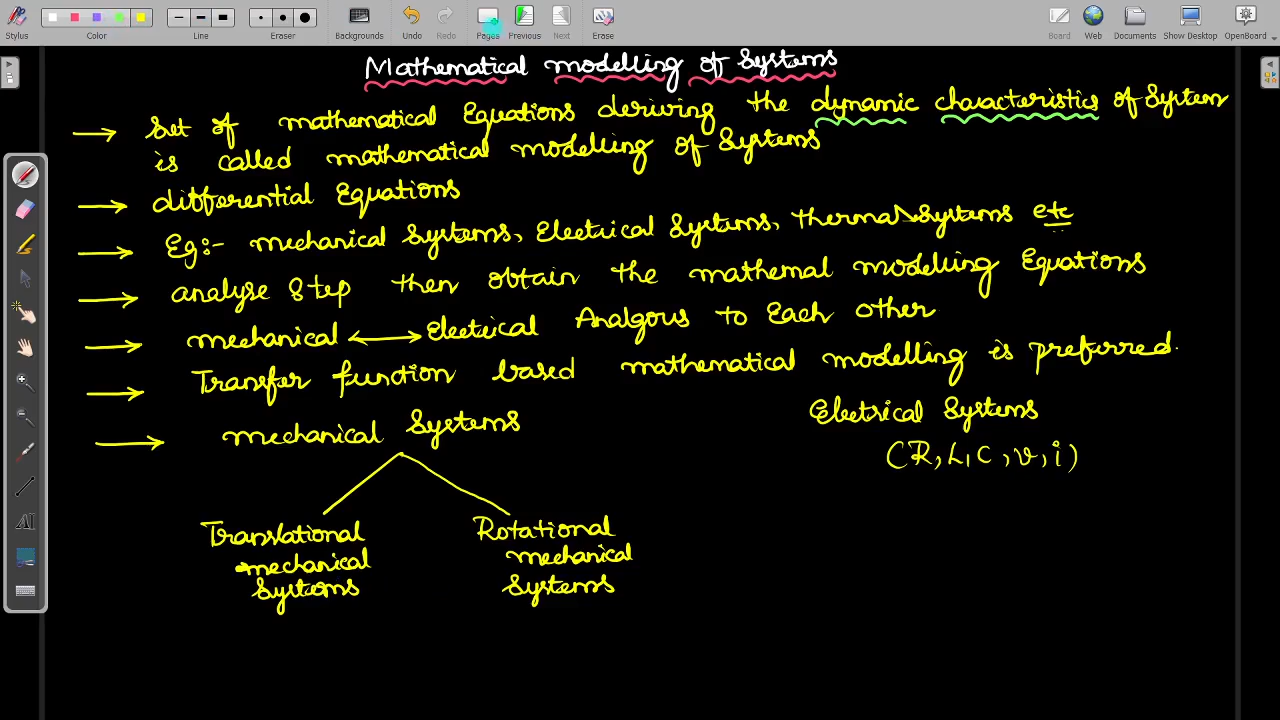 Stylus Color Line Eraser Backgrounds Undo Redo Pages Previous Next Erase Board Web Documents Show Desktop OpenBoard
Mathematical modelling of Systems
Set of mathematical Equations deriving the dynamic characteristics of System
is called mathematical modelling of Systems
differential Equations
Eg:- mechanical Systems, Electrical Systems, thermal Systems etc
analyse Step then obtain the mathemal modelling Equations
mechanical ⟷ Electrical Analgous to Each other
Transfer function based mathematical modelling is preferred.
mechanical Systems
Electrical Systems
(R, L, C, v, i)
Translational
mechanical
Systems
Rotational
mechanical
Systems